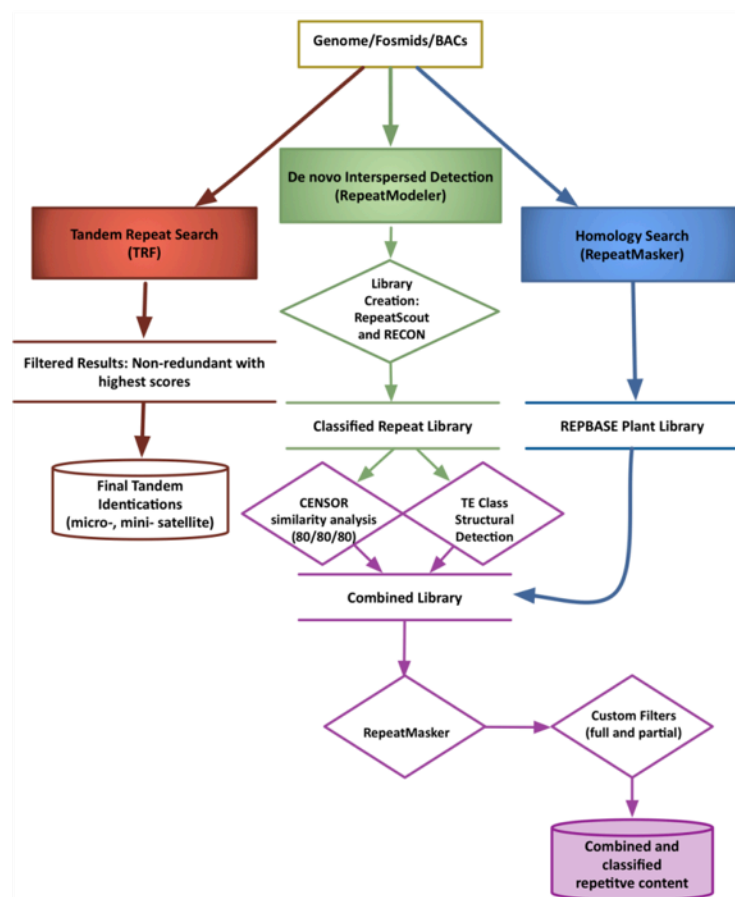 Genome/Fosmids/BACs
De novo Interspersed Detection
(RepeatModeler)
Tandem Repeat Search
(TRF)
Homology Search
(RepeatMasker)
Library
Creation:
RepeatScout
and RECON
Filtered Results: Non-redundant with
highest scores
Classified Repeat Library
REPBASE Plant Library
Final Tandem
Identications
(micro-, mini- satellite)
CENSOR
similarity analysis
(80/80/80)
TE Class
Structural
Detection
Combined Library
RepeatMasker
Custom Filters
(full and partial)
Combined and
classified
repetitve content